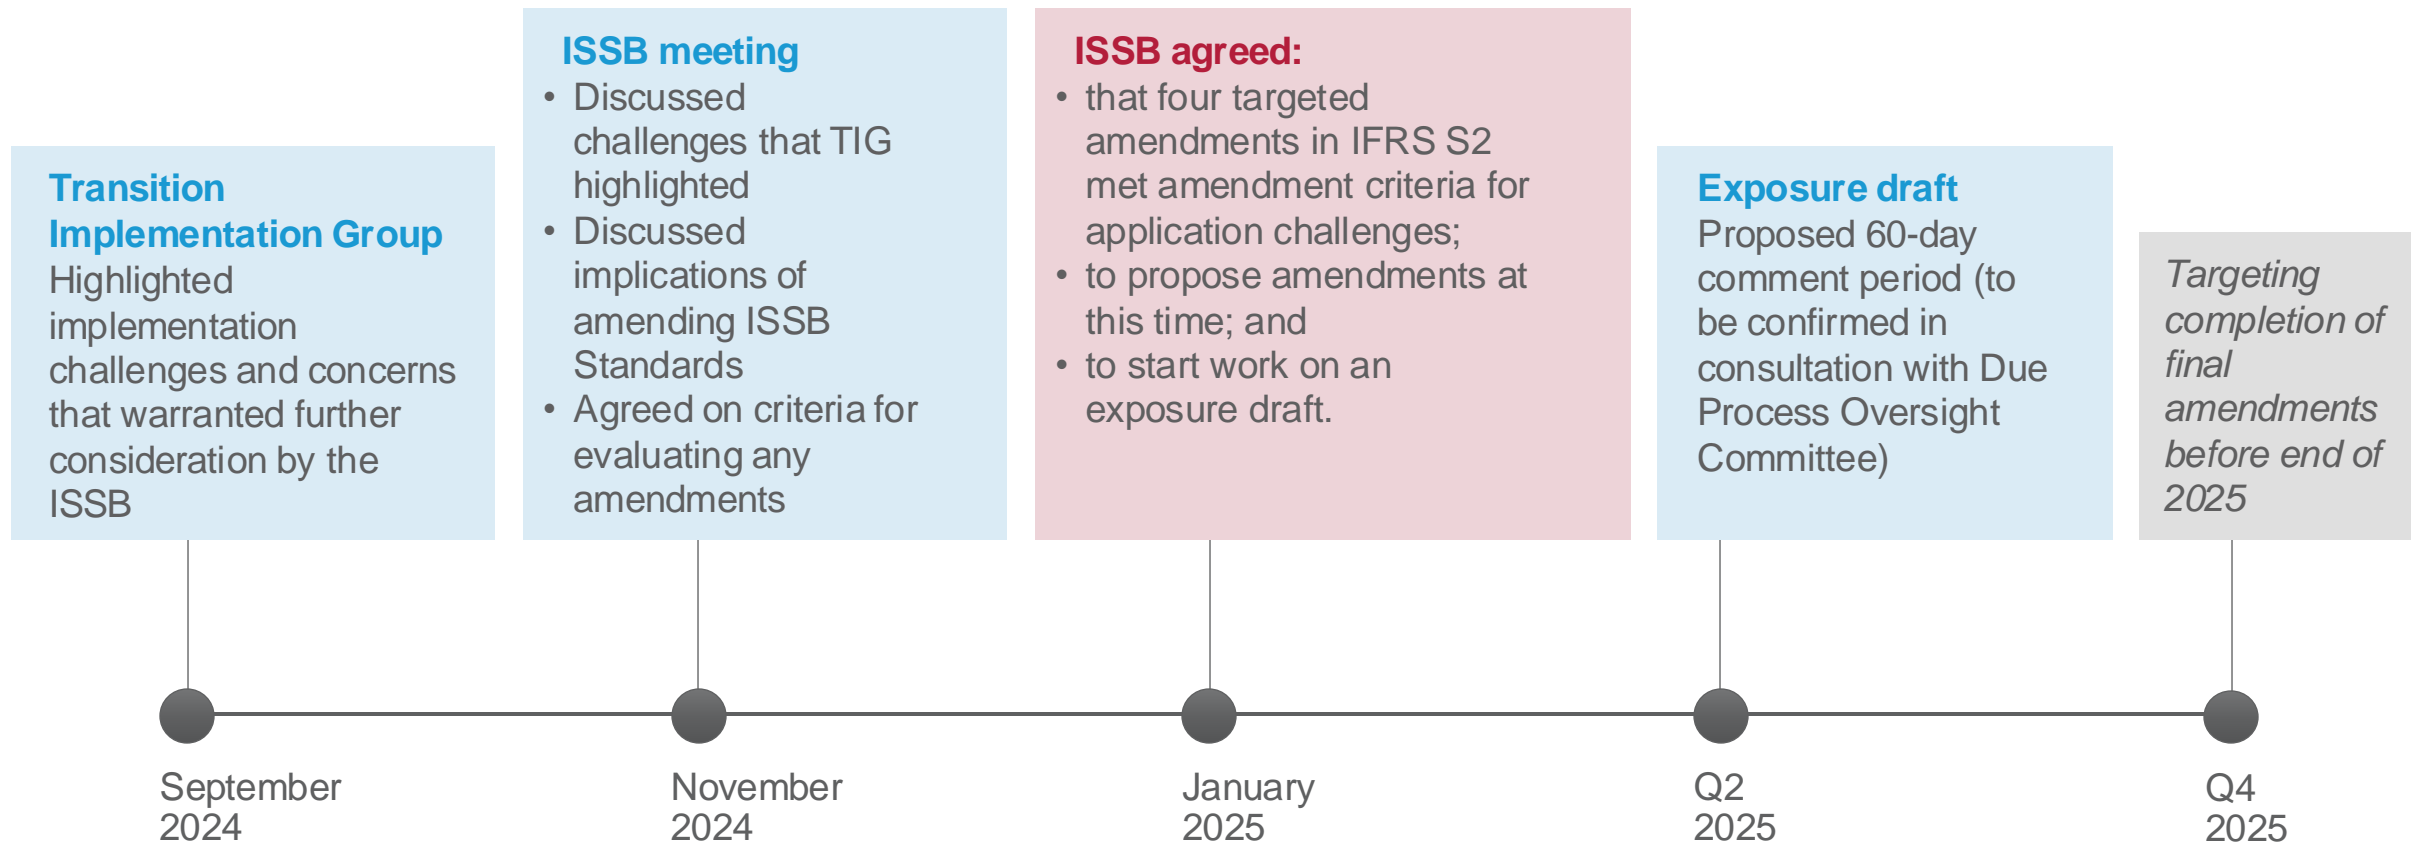 Transition
Implementation Group
Highlighted
implementation
challenges and concerns
that warranted further
consideration by the
ISSB
ISSB meeting
• Discussed
challenges that TIG
highlighted
• Discussed
implications of
amending ISSB
Standards
• Agreed on criteria for
evaluating any
amendments
ISSB agreed:
• that four targeted
amendments in IFRS S2
met amendment criteria for
application challenges;
• to propose amendments at
this time; and
• to start work on an
exposure draft.
Exposure draft
Proposed 60-day
comment period (to
be confirmed in
consultation with Due
Process Oversight
Committee)
Targeting
completion of
final
amendments
before end of
2025
September
2024
November
2024
January
2025
Q2
2025
Q4
2025